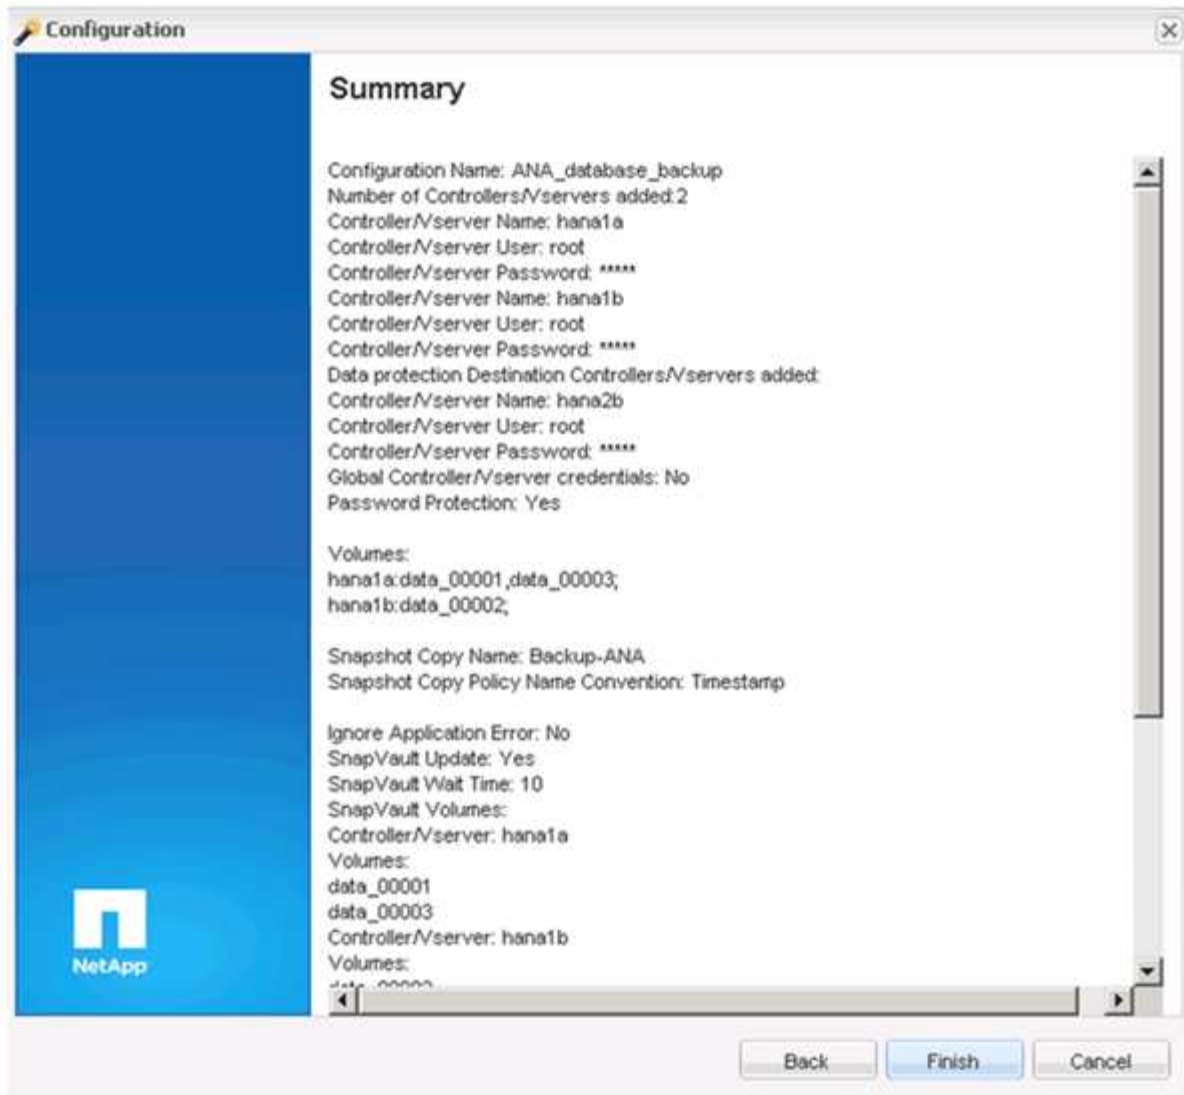 Configuration
Summary
Configuration Name: ANA_database_backup
Number of Controllers/Vservers added:2
Controller/Vserver Name: hana1a
Controller/Vserver User: root
Controller/Vserver Password: *****
Controller/Vserver Name: hana1b
Controller/Vserver User: root
Controller/Vserver Password: *****
Data protection Destination Controllers/Vservers added:
Controller/Vserver Name: hana2b
Controller/Vserver User: root
Controller/Vserver Password: *****
Global Controller/Vserver credentials: No
Password Protection: Yes
Volumes:
hana1a:data_00001,data_00003;
hana1b:data_00002;
Snapshot Copy Name: Backup-ANA
Snapshot Copy Policy Name Convention: Timestamp
Ignore Application Error: No
SnapVault Update: Yes
SnapVault Wait Time: 10
SnapVault Volumes:
Controller/Vserver: hana1a
Volumes:
data_00001
data_00003
Controller/Vserver: hana1b
Volumes:
NetApp
Back
Finish
Cancel